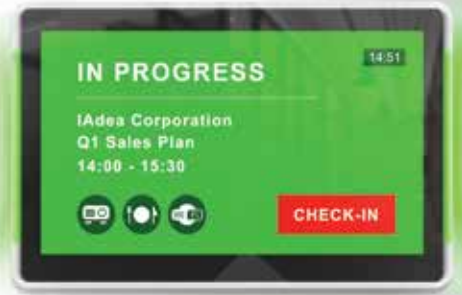 14:51
IN PROGRESS
IAdea Corporation
Q1 Sales Plan
14:00 - 15:30
CHECK-IN